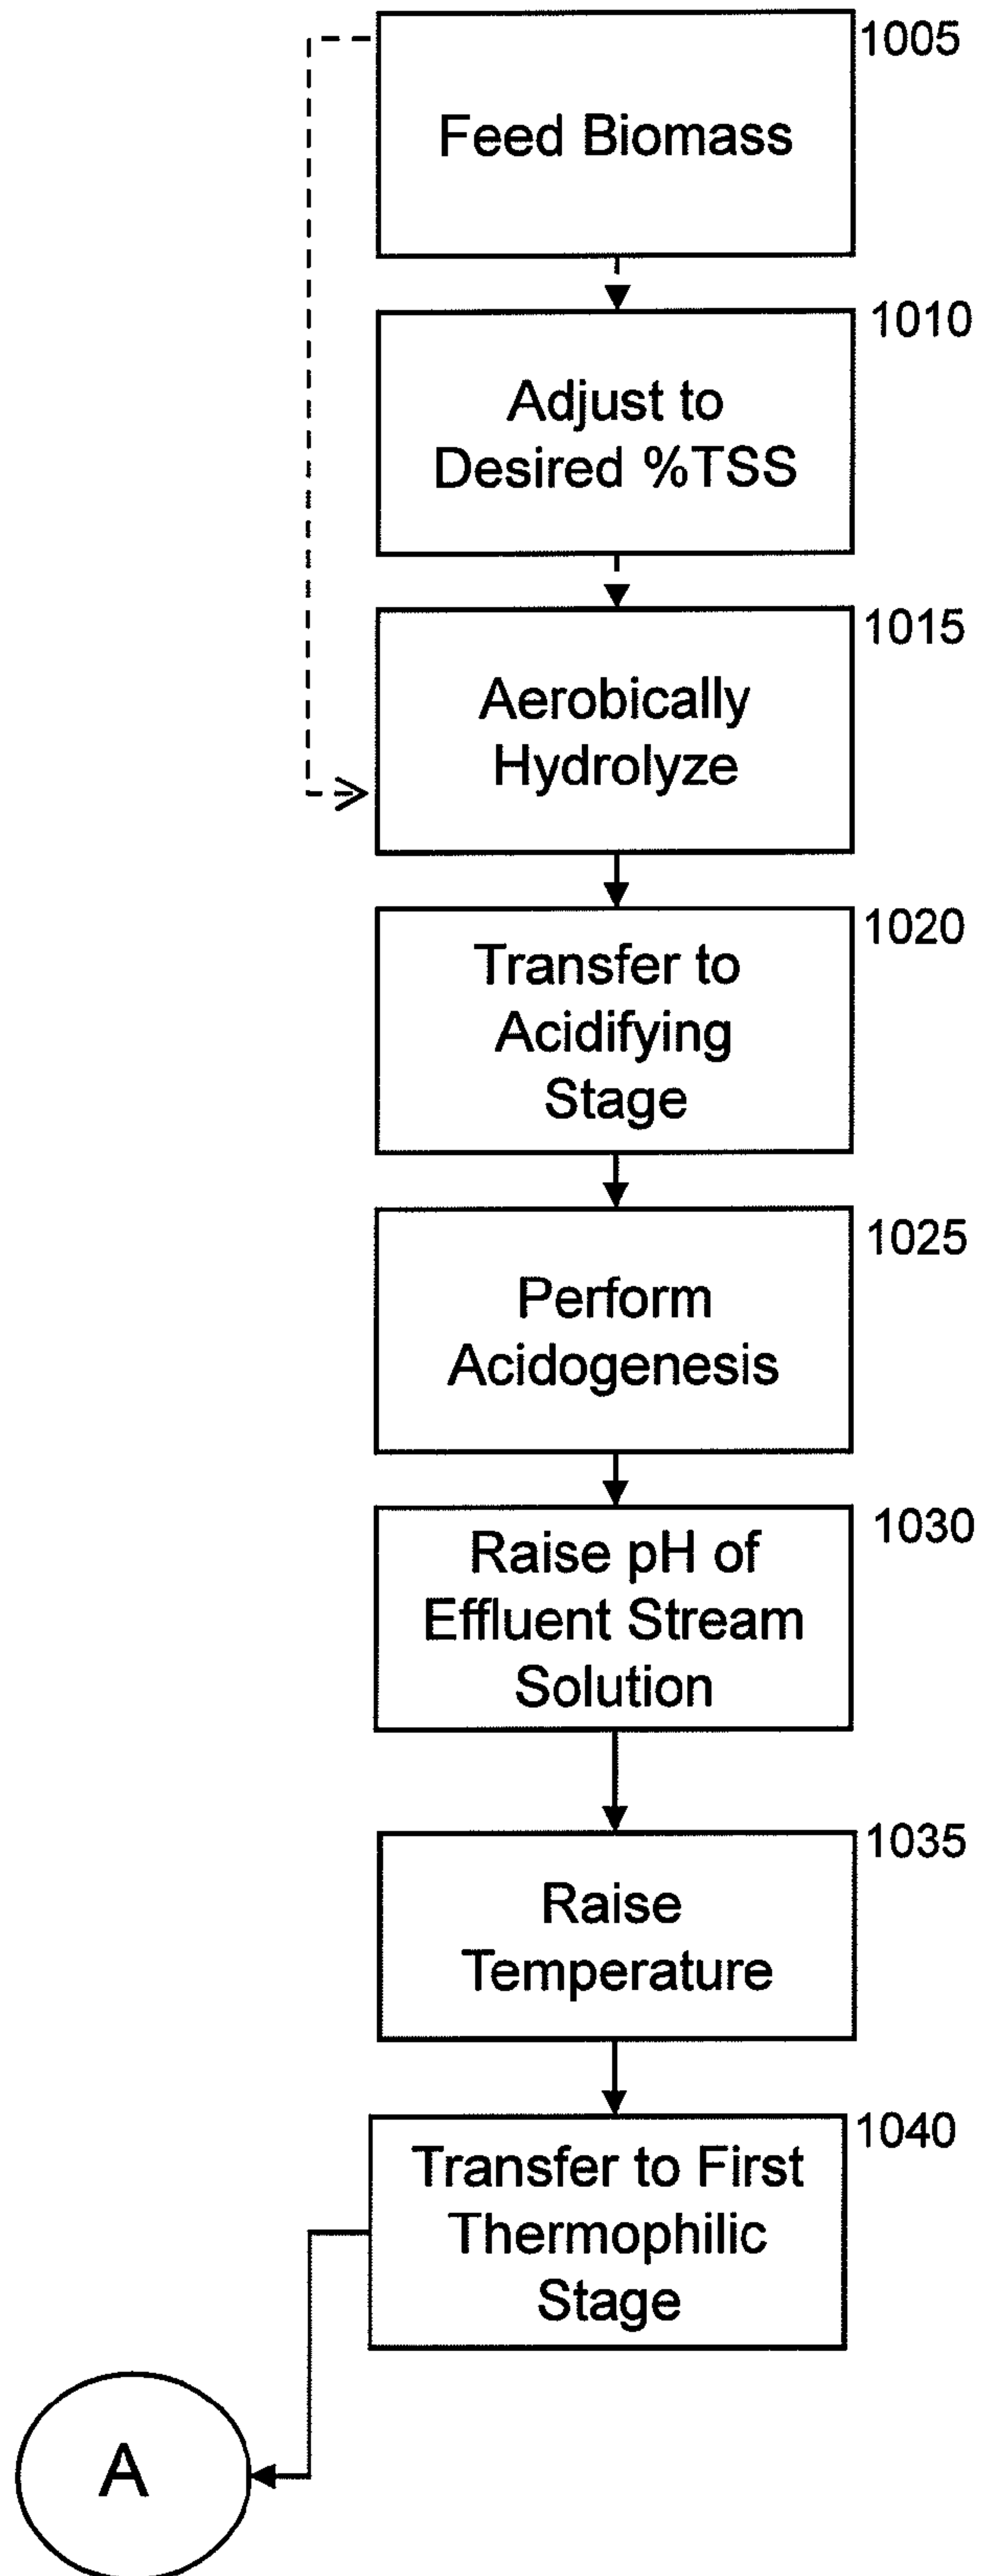 1005
Feed Biomass
1010
Adjust to
Desired %TSS
1015
Aerobically
Hydrolyze
1020
Transfer to
Acidifying
Stage
1025
Perform
Acidogenesis
1030
Raise pH of
Effluent Stream
Solution
1035
Raise
Temperature
1040
Transfer to First
Thermophilic
Stage
A